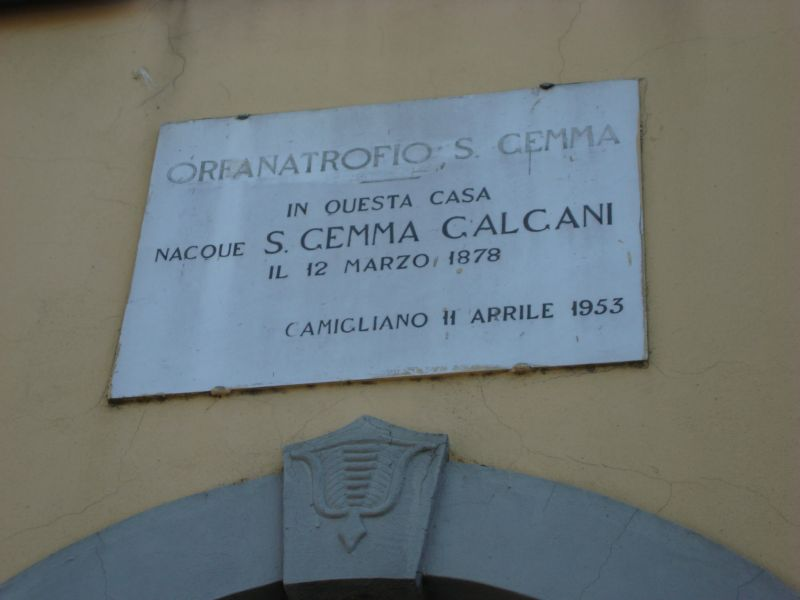 ORFANATROFIO S. GEMMA
IN QUESTA CASA
NACQUE S. GEMMA GALGANI
IL 12 MARZO 1878
CAMIGLIANO 11 APRILE 1953